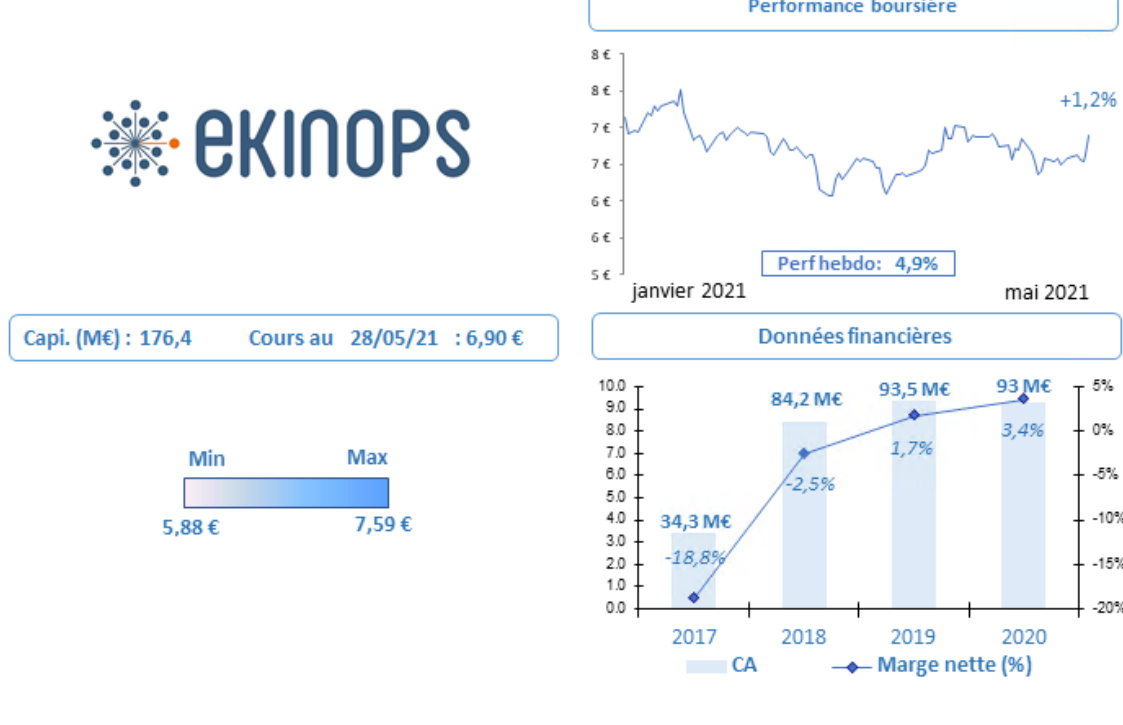 Performance boursière
eKINOPS
8 €
8 €
7 €
7 €
6 €
6 €
5 €
+1,2%
Perf hebdo: 4,9%
janvier 2021
mai 2021
Capi. (M€) : 176,4 Cours au 28/05/21 : 6,90 €
Données financières
Min
Max
5,88 €
7,59 €
10.0
9.0
8.0
7.0
6.0
5.0
4.0
3.0
2.0
1.0
0.0
34,3 M€
84,2 M€
93,5 M€
93 M€
-18,8%
-2,5%
1,7%
3,4%
5%
0%
-5%
-10%
-15%
-20%
2017
2018
2019
2020
CA
Marge nette (%)